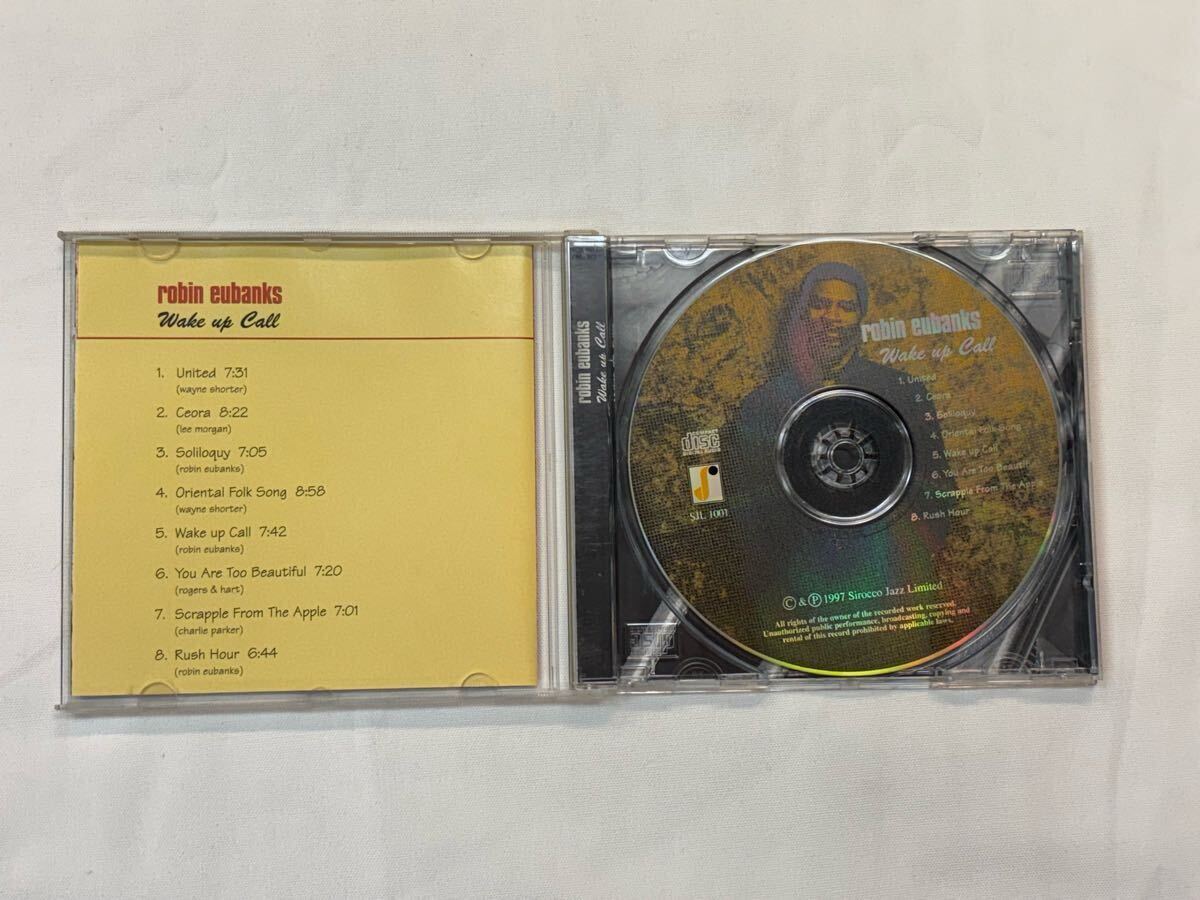 robin eubanks
Wake up Call
1. United 7:31
(wayne shorter)
2. Ceora 8:22
(lee morgan)
3. Soliloquy 7:05
(robin eubanks)
4. Oriental Folk Song 8:58
(wayne shorter)
5. Wake up Call 7:42
(robin eubanks)
6. You Are Too Beautiful 7:20
(rogers & hart)
7. Scrapple From The Apple 7:01
(charlie parker)
8. Rush Hour 6:44
(robin eubanks)
robin eubanks
Wake up Call
robin eubanks
Wake up Call
1. United
2. Ceora
3. Soliloquy
4. Oriental Folk Song
5. Wake up Call
6. You Are Too Beautiful
7. Scrapple From The Apple
8. Rush Hour
COMPACT
disc
DIGITAL AUDIO
SJL 1001
© & ℗ 1997 Sirocco Jazz Limited
All rights of the owner of the recorded work reserved.
Unauthorized public performance, broadcasting, copying and
rental of this record prohibited by applicable laws.